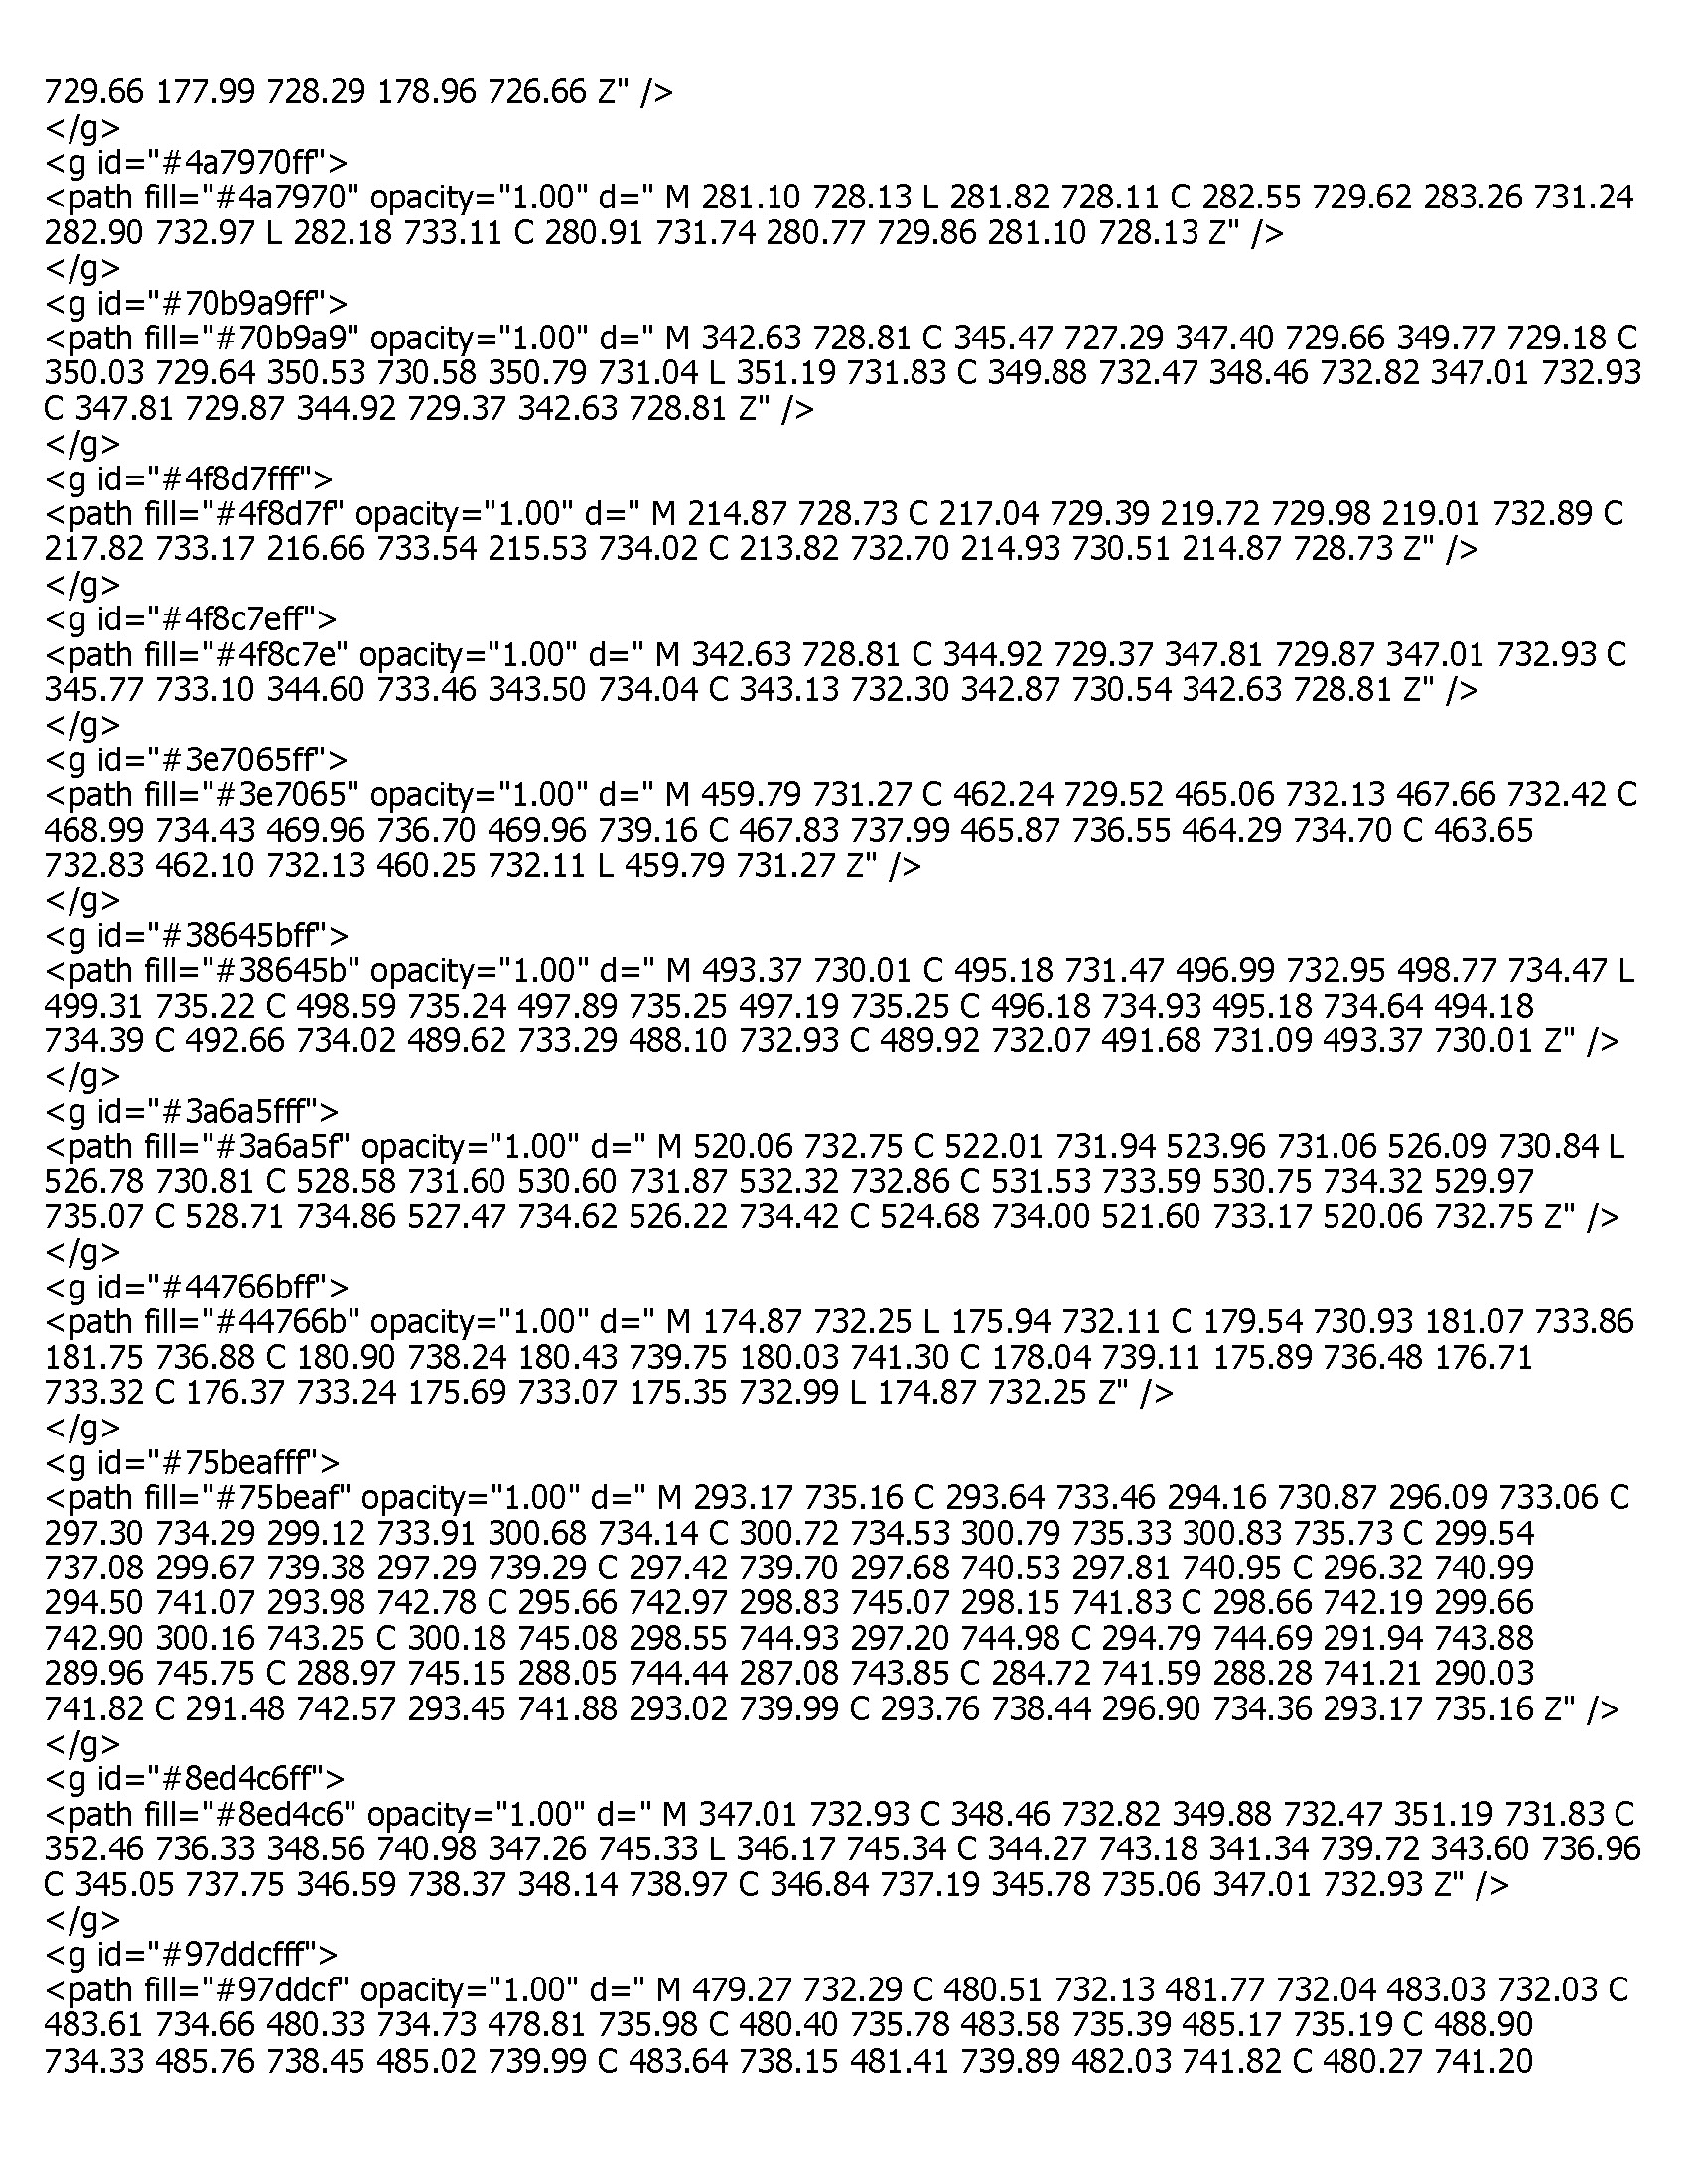 729.66 177.99 728.29 178.96 726.66 Z" />
</g>
<g id="#4a7970ff">
<path fill="#4a7970" opacity="1.00" d=" M 281.10 728.13 L 281.82 728.11 C 282.55 729.62 283.26 731.24
282.90 732.97 L 282.18 733.11 C 280.91 731.74 280.77 729.86 281.10 728.13 Z" />
</g>
<g id="#70b9a9ff">
<path fill="#70b9a9" opacity="1.00" d=" M 342.63 728.81 C 345.47 727.29 347.40 729.66 349.77 729.18 C
350.03 729.64 350.53 730.58 350.79 731.04 L 351.19 731.83 C 349.88 732.47 348.46 732.82 347.01 732.93
C 347.81 729.87 344.92 729.37 342.63 728.81 Z" />
</g>
<g id="#4f8d7fff">
<path fill="#4f8d7f" opacity="1.00" d=" M 214.87 728.73 C 217.04 729.39 219.72 729.98 219.01 732.89 C
217.82 733.17 216.66 733.54 215.53 734.02 C 213.82 732.70 214.93 730.51 214.87 728.73 Z" />
</g>
<g id="#4f8c7eff">
<path fill="#4f8c7e" opacity="1.00" d=" M 342.63 728.81 C 344.92 729.37 347.81 729.87 347.01 732.93 C
345.77 733.10 344.60 733.46 343.50 734.04 C 343.13 732.30 342.87 730.54 342.63 728.81 Z" />
</g>
<g id="#3e7065ff">
<path fill="#3e7065" opacity="1.00" d=" M 459.79 731.27 C 462.24 729.52 465.06 732.13 467.66 732.42 C
468.99 734.43 469.96 736.70 469.96 739.16 C 467.83 737.99 465.87 736.55 464.29 734.70 C 463.65
732.83 462.10 732.13 460.25 732.11 L 459.79 731.27 Z" />
</g>
<g id="#38645bff">
<path fill="#38645b" opacity="1.00" d=" M 493.37 730.01 C 495.18 731.47 496.99 732.95 498.77 734.47 L
499.31 735.22 C 498.59 735.24 497.89 735.25 497.19 735.25 C 496.18 734.93 495.18 734.64 494.18
734.39 C 492.66 734.02 489.62 733.29 488.10 732.93 C 489.92 732.07 491.68 731.09 493.37 730.01 Z" />
</g>
<g id="#3a6a5fff">
<path fill="#3a6a5f" opacity="1.00" d=" M 520.06 732.75 C 522.01 731.94 523.96 731.06 526.09 730.84 L
526.78 730.81 C 528.58 731.60 530.60 731.87 532.32 732.86 C 531.53 733.59 530.75 734.32 529.97
735.07 C 528.71 734.86 527.47 734.62 526.22 734.42 C 524.68 734.00 521.60 733.17 520.06 732.75 Z" />
</g>
<g id="#44766bff">
<path fill="#44766b" opacity="1.00" d=" M 174.87 732.25 L 175.94 732.11 C 179.54 730.93 181.07 733.86
181.75 736.88 C 180.90 738.24 180.43 739.75 180.03 741.30 C 178.04 739.11 175.89 736.48 176.71
733.32 C 176.37 733.24 175.69 733.07 175.35 732.99 L 174.87 732.25 Z" />
</g>
<g id="#75beafff">
<path fill="#75beaf" opacity="1.00" d=" M 293.17 735.16 C 293.64 733.46 294.16 730.87 296.09 733.06 C
297.30 734.29 299.12 733.91 300.68 734.14 C 300.72 734.53 300.79 735.33 300.83 735.73 C 299.54
737.08 299.67 739.38 297.29 739.29 C 297.42 739.70 297.68 740.53 297.81 740.95 C 296.32 740.99
294.50 741.07 293.98 742.78 C 295.66 742.97 298.83 745.07 298.15 741.83 C 298.66 742.19 299.66
742.90 300.16 743.25 C 300.18 745.08 298.55 744.93 297.20 744.98 C 294.79 744.69 291.94 743.88
289.96 745.75 C 288.97 745.15 288.05 744.44 287.08 743.85 C 284.72 741.59 288.28 741.21 290.03
741.82 C 291.48 742.57 293.45 741.88 293.02 739.99 C 293.76 738.44 296.90 734.36 293.17 735.16 Z" />
</g>
<g id="#8ed4c6ff">
<path fill="#8ed4c6" opacity="1.00" d=" M 347.01 732.93 C 348.46 732.82 349.88 732.47 351.19 731.83 C
352.46 736.33 348.56 740.98 347.26 745.33 L 346.17 745.34 C 344.27 743.18 341.34 739.72 343.60 736.96
C 345.05 737.75 346.59 738.37 348.14 738.97 C 346.84 737.19 345.78 735.06 347.01 732.93 Z" />
</g>
<g id="#97ddcfff">
<path fill="#97ddcf" opacity="1.00" d=" M 479.27 732.29 C 480.51 732.13 481.77 732.04 483.03 732.03 C
483.61 734.66 480.33 734.73 478.81 735.98 C 480.40 735.78 483.58 735.39 485.17 735.19 C 488.90
734.33 485.76 738.45 485.02 739.99 C 483.64 738.15 481.41 739.89 482.03 741.82 C 480.27 741.20